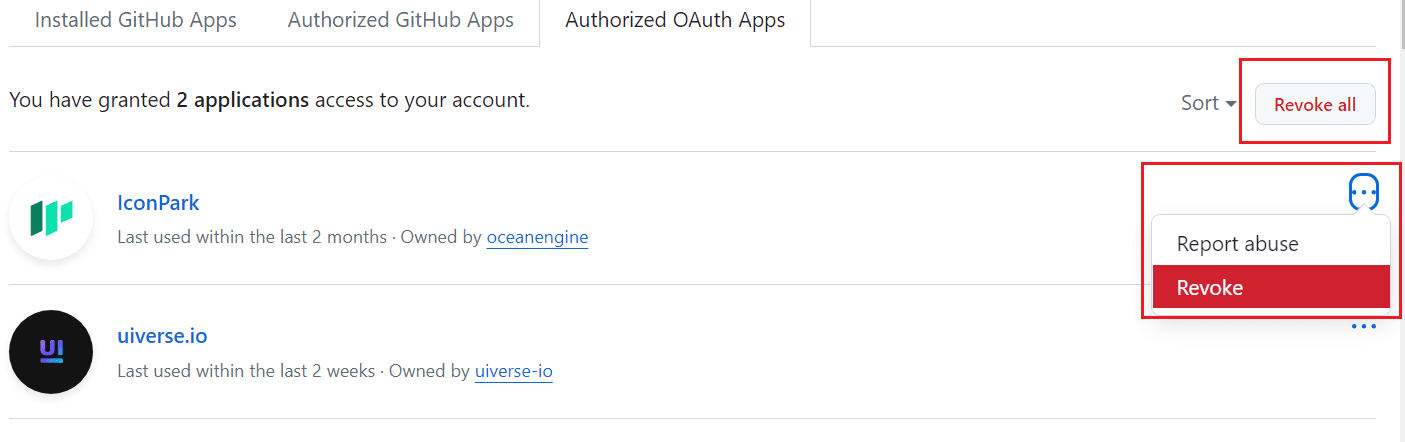 Installed GitHub Apps Authorized GitHub Apps Authorized OAuth Apps
You have granted 2 applications access to your account.
Sort Revoke all
IconPark
Last used within the last 2 months · Owned by oceanengine
Report abuse
Revoke
UI
uiverse.io
Last used within the last 2 weeks · Owned by uiverse-io